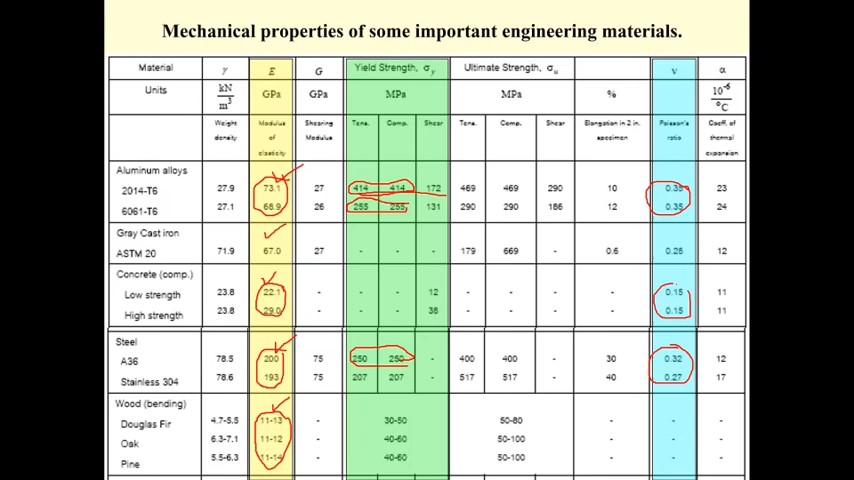 Mechanical properties of some important engineering materials.
Material γ E G Yield Strength, σy Ultimate Strength, σu ν α
Units kN/m³ GPa GPa MPa MPa % 10⁻⁶/°C
Weight density Modulus of elasticity Shearing Modulus Tens. Comp. Shear Tens. Comp. Shear Elongation in 2 in. specimen Poisson's ratio Coeff. of thermal expansion
Aluminum alloys
2014-T6 27.9 73.1 27 414 414 172 469 469 290 10 0.35 23
6061-T6 27.1 68.9 26 255 255 131 290 290 186 12 0.35 24
Gray Cast iron
ASTM 20 71.9 67.0 27 - - - 179 669 - 0.6 0.28 12
Concrete (comp.)
Low strength 23.8 22.1 - - - 12 - - - - 0.15 11
High strength 23.8 29.0 - - - 38 - - - - 0.15 11
Steel
A36 78.5 200 75 250 250 - 400 400 - 30 0.32 12
Stainless 304 78.6 193 75 207 207 - 517 517 - 40 0.27 17
Wood (bending)
Douglas Fir 4.7-5.5 11-13 - 30-50 50-80 - - -
Oak 6.3-7.1 11-12 - 40-60 50-100 - - -
Pine 5.5-6.3 11-14 - 40-60 50-100 - - -